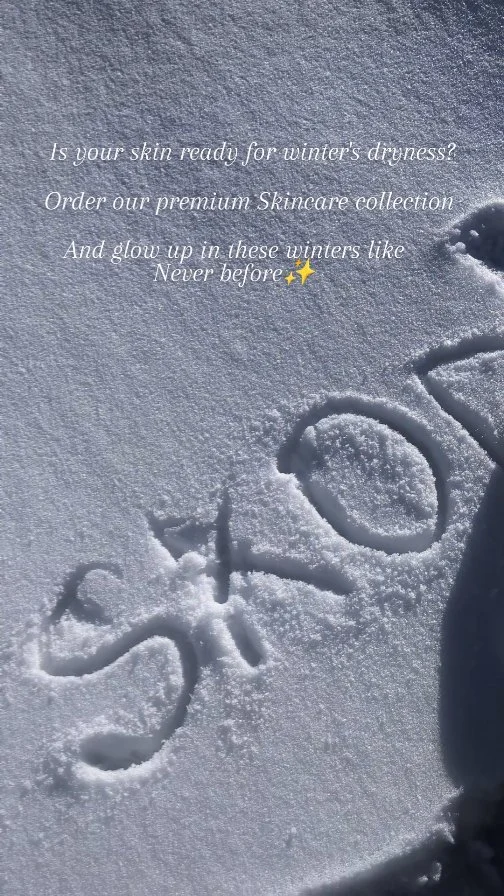 Is your skin ready for winter's dryness?
Order our premium Skincare collection
And glow up in these winters like
Never before✨